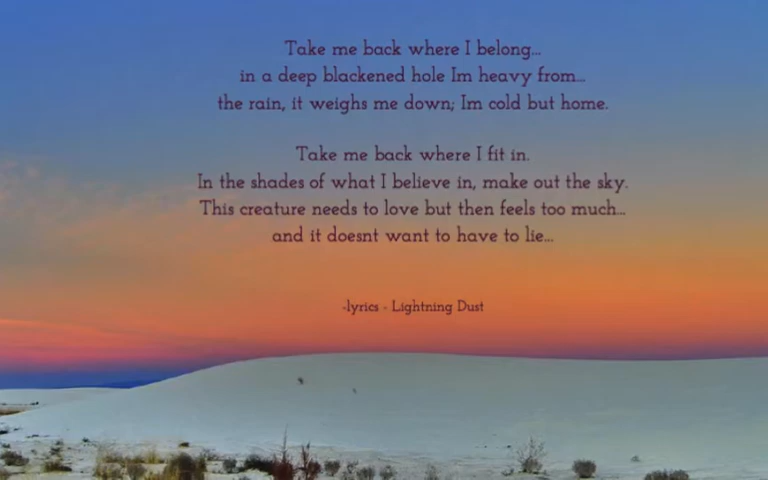 Take me back where I belong...
in a deep blackened hole Im heavy from...
the rain, it weighs me down; Im cold but home.
Take me back where I fit in.
In the shades of what I believe in, make out the sky.
This creature needs to love but then feels too much...
and it doesnt want to have to lie...
-lyrics - Lightning Dust